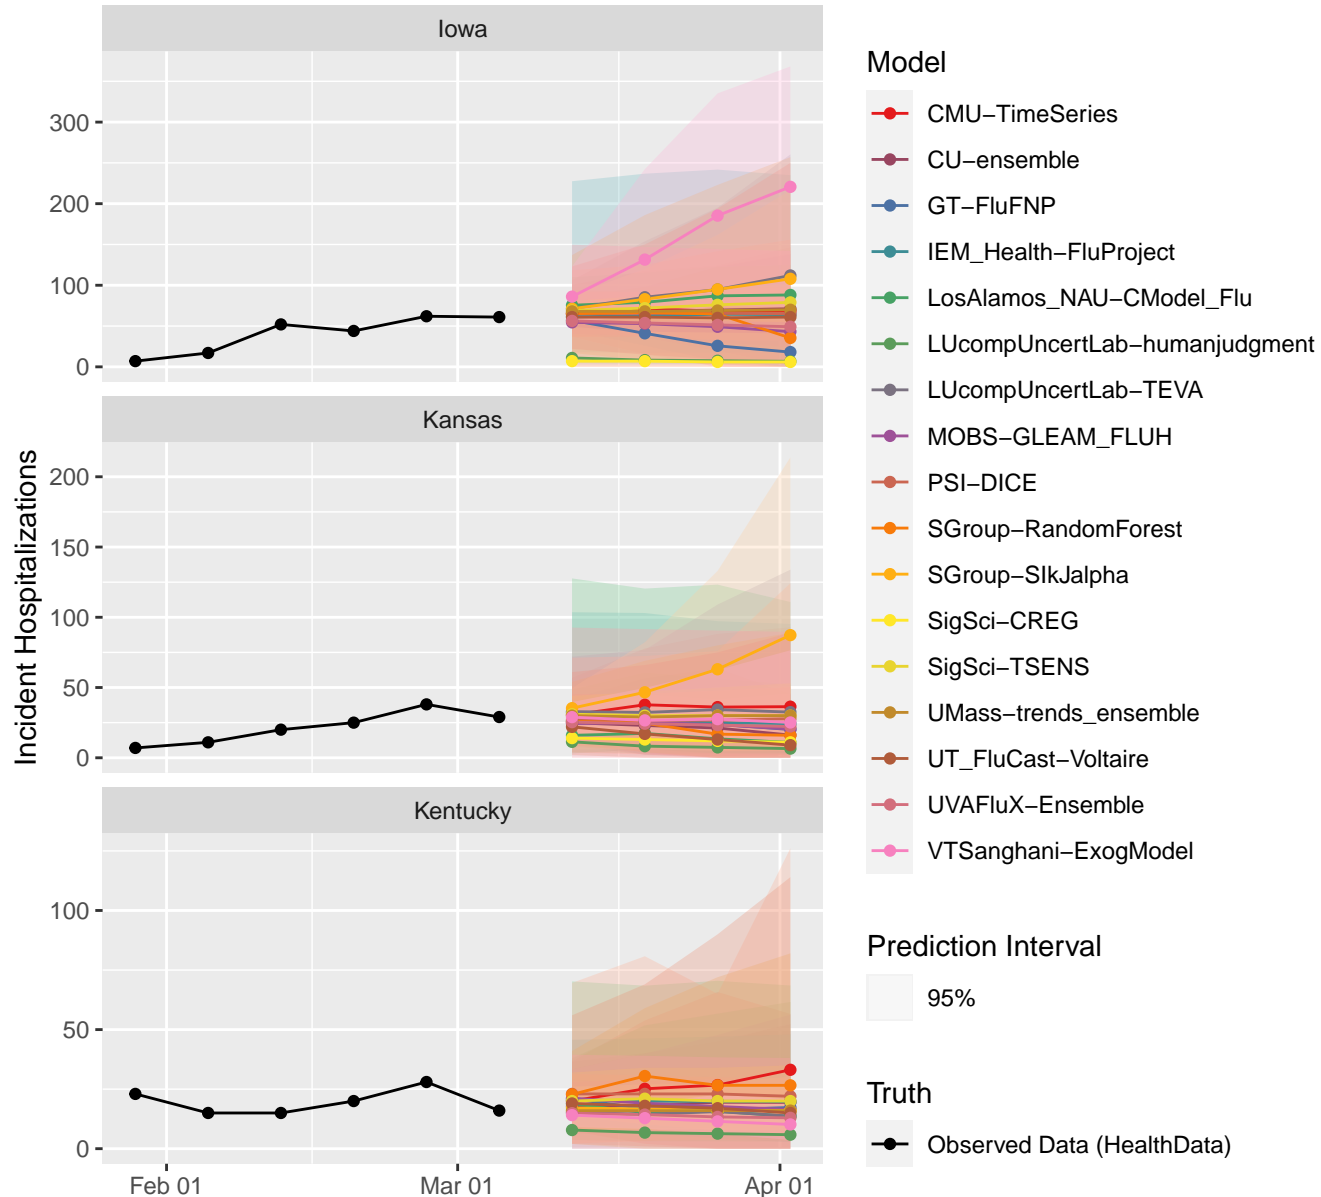 Iowa
300
200
100
0
Kansas
200
150
100
50
0
Kentucky
100
50
0
Feb 01
Mar 01
Apr 01
Incident Hospitalizations
Model
CMU−TimeSeries
CU−ensemble
GT−FluFNP
IEM_Health−FluProject
LosAlamos_NAU−CModel_Flu
LUcompUncertLab−humanjudgment
LUcompUncertLab−TEVA
MOBS−GLEAM_FLUH
PSI−DICE
SGroup−RandomForest
SGroup−SIkJalpha
SigSci−CREG
SigSci−TSENS
UMass−trends_ensemble
UT_FluCast−Voltaire
UVAFluX−Ensemble
VTSanghani−ExogModel
Prediction Interval
95%
Truth
Observed Data (HealthData)